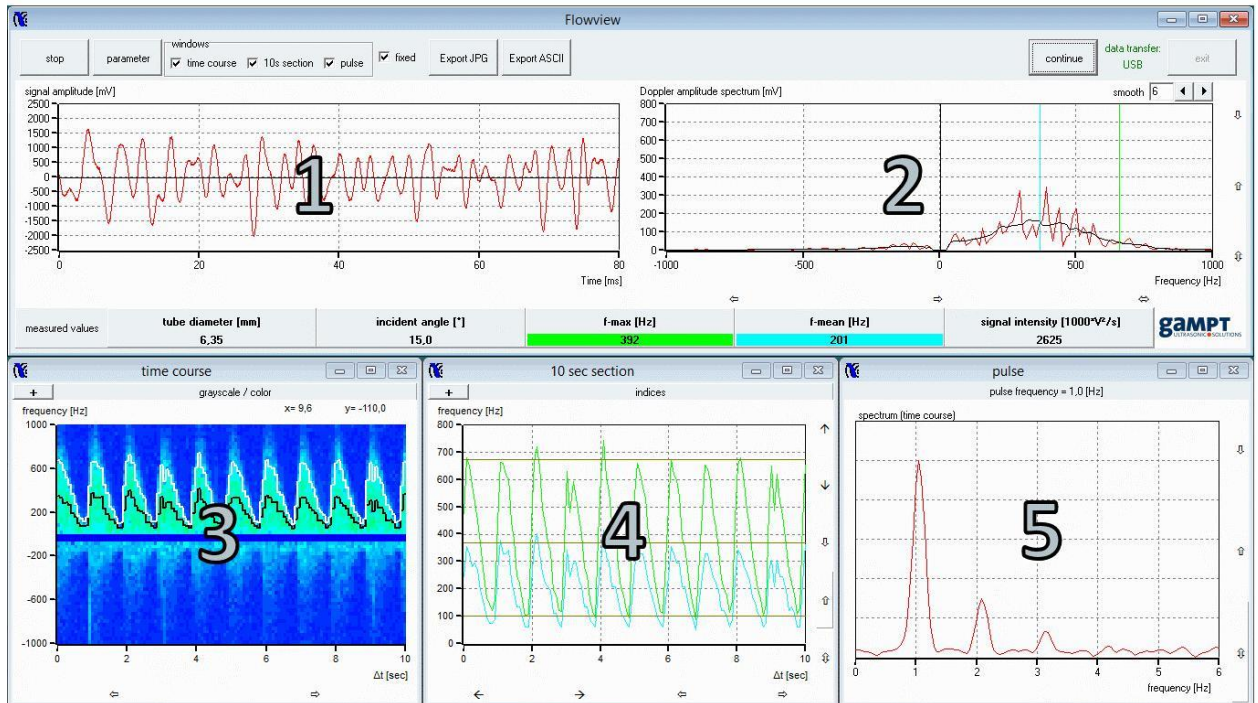 Flowview
stop parameter windows time course 10s section pulse fixed Export JPG Export ASCII continue data transfer: USB exit
signal amplitude [mV]
2500
2000
1500
1000
500
0
-500
-1000
-1500
-2000
-2500
0 20 40 60 80
Time [ms]
1
Doppler amplitude spectrum [mV] smooth 6
800
700
600
500
400
300
200
100
0
-1000 -500 0 500 1000
Frequency [Hz]
2
measured values
tube diameter [mm] incident angle [°] f-max [Hz] f-mean [Hz] signal intensity [1000*V²/s]
6,35 15,0 392 201 2625
gampt
ULTRASONIC SOLUTIONS
time course
+ grayscale / color
frequency [Hz] x= 9,6 y= -110,0
1000
600
200
-200
-600
-1000
0 2 4 6 8 10
Δt [sec]
3
10 sec section
+ indices
frequency [Hz]
800
700
600
500
400
300
200
100
0
0 2 4 6 8 10
Δt [sec]
4
pulse
pulse frequency = 1,0 [Hz]
spectrum (time course)
0 1 2 3 4 5 6
frequency [Hz]
5